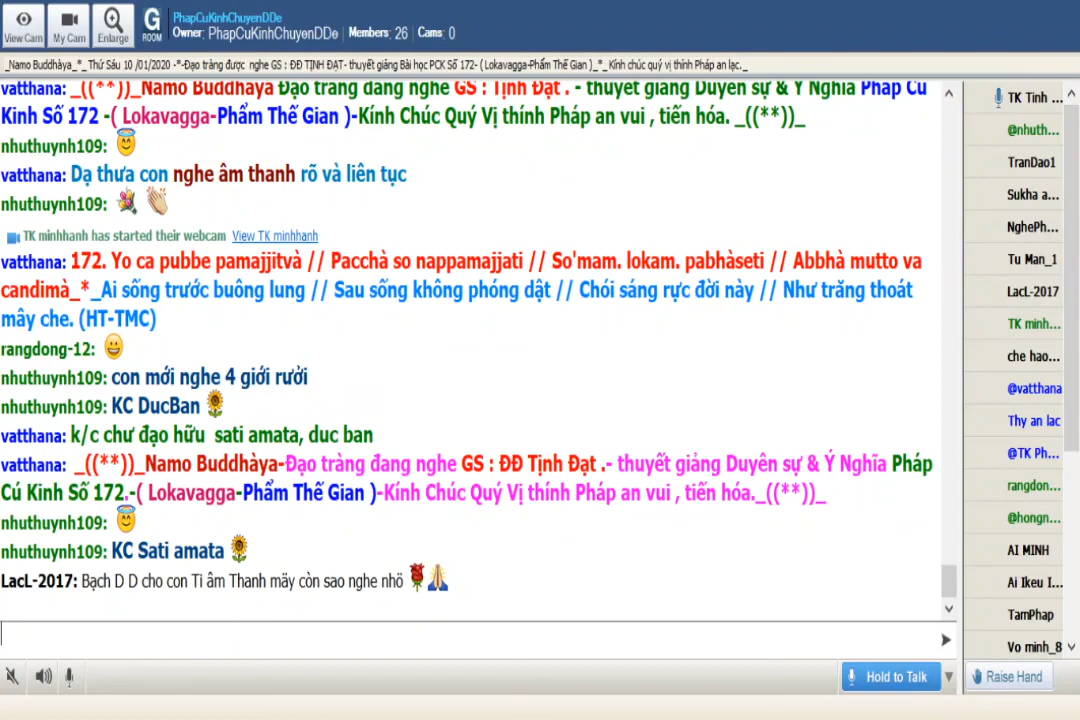 View Cam My Cam Enlarge G ROOM PhapCuKinhChuyenDDe
Owner: PhapCuKinhChuyenDDe Members: 26 Cams: 0
_Namo Buddhàya_*_ Thứ Sáu 10 /01/2020 -*-Đạo tràng được nghe GS : ĐĐ TỊNH ĐẠT- thuyết giảng Bài học PCK Số 172- ( Lokavagga-Phẩm Thế Gian )_*_ Kính chúc quý vị thính Pháp an lạc._
vatthana: _((**))_Namo Buddhaya Đạo tràng đang nghe GS : Tịnh Đạt . - thuyết giảng Duyên sự & Ý Nghĩa Pháp Cú
Kinh Số 172 -( Lokavagga-Phẩm Thế Gian )-Kính Chúc Quý Vị thính Pháp an vui , tiến hóa. _((**))_
nhuthuynh109:
vatthana: Dạ thưa con nghe âm thanh rõ và liên tục
nhuthuynh109:
TK minhhanh has started their webcam View TK minhhanh
vatthana: 172. Yo ca pubbe pamajjitvà // Pacchà so nappamajjati // So'mam. lokam. pabhàseti // Abbhà mutto va
candimà_*_Ai sống trước buông lung // Sau sống không phóng dật // Chói sáng rực đời này // Như trăng thoát
mây che. (HT-TMC)
rangdong-12:
nhuthuynh109: con mới nghe 4 giới rưởi
nhuthuynh109: KC DucBan
vatthana: k/c chư đạo hữu sati amata, duc ban
vatthana: _((**))_Namo Buddhàya-Đạo tràng đang nghe GS : ĐĐ Tịnh Đạt .- thuyết giảng Duyên sự & Ý Nghĩa Pháp
Cú Kinh Số 172.-( Lokavagga-Phẩm Thế Gian )-Kính Chúc Quý Vị thính Pháp an vui , tiến hóa._((**))_
nhuthuynh109:
nhuthuynh109: KC Sati amata
LacL-2017: Bạch D D cho con Ti âm Thanh mäy còn sao nghe nhö
TK Tinh ...
@nhuth...
TranDao1
Sukha a...
NghePh...
Tu Man_1
LacL-2017
TK minh...
che hao...
@vatthana
Thy an lac
@TK Ph...
rangdon...
@hongn...
AI MINH
Ai Ikeu I...
TamPhap
Vo minh_8
Hold to Talk Raise Hand